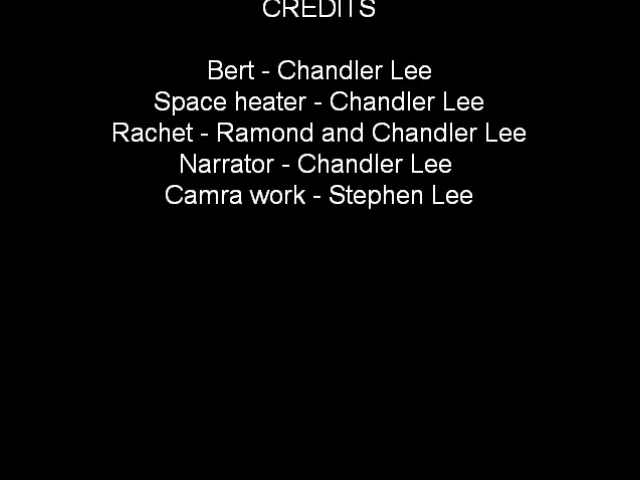 CREDITS
Bert - Chandler Lee
Space heater - Chandler Lee
Rachet - Ramond and Chandler Lee
Narrator - Chandler Lee
Camra work - Stephen Lee